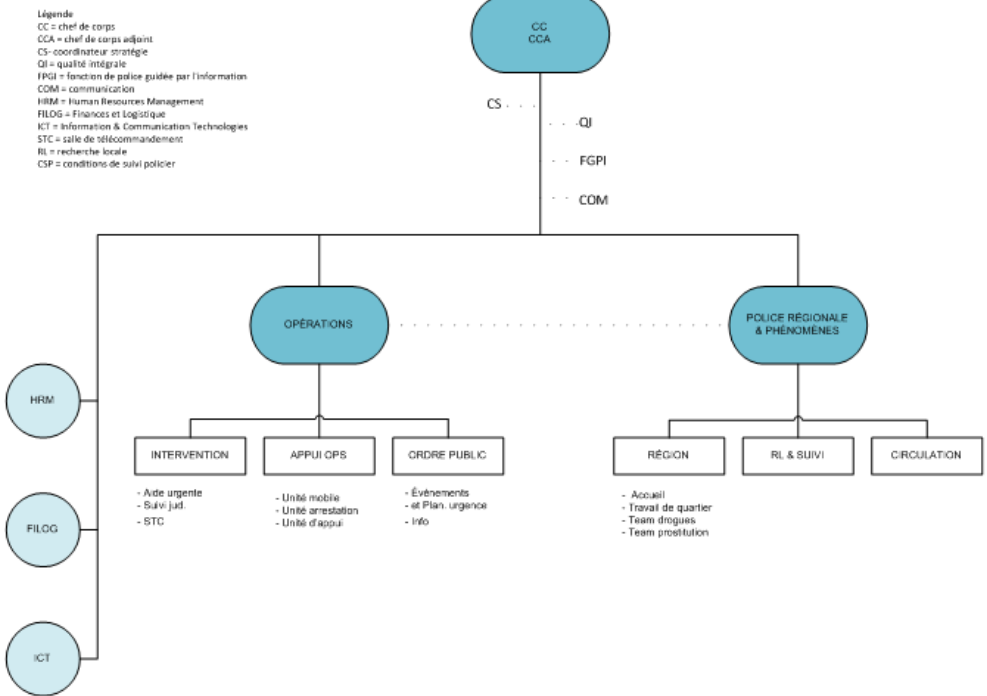 Légende
CC = chef de corps
CCA = chef de corps adjoint
CS- coordinateur stratégie
QI = qualité intégrale
FPGI = fonction de police guidée par l'information
COM = communication
HRM = Human Resources Management
FILOG = Finances et Logistique
ICT = Information & Communication Technologies
STC = salle de télécommandement
RL = recherche locale
CSP = conditions de suivi policier
CC
CCA
CS
QI
FGPI
COM
OPÉRATIONS
POLICE RÉGIONALE
& PHÉNOMÈNES
HRM
FILOG
ICT
INTERVENTION
- Aide urgente
- Suivi jud.
- STC
APPUI OPS
- Unité mobile
- Unité arrestation
- Unité d'appui
ORDRE PUBLIC
- Événements
- et Plan. urgence
- Info
RÉGION
- Accueil
- Travail de quartier
- Team drogues
- Team prostitution
RL & SUIVI
CIRCULATION